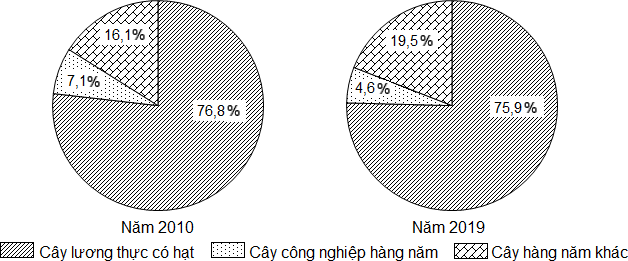 16,1%
7,1%
76,8%
19,5%
4,6%
75,9%
Năm 2010
Năm 2019
Cây lương thực có hạt
Cây công nghiệp hàng năm
Cây hàng năm khác